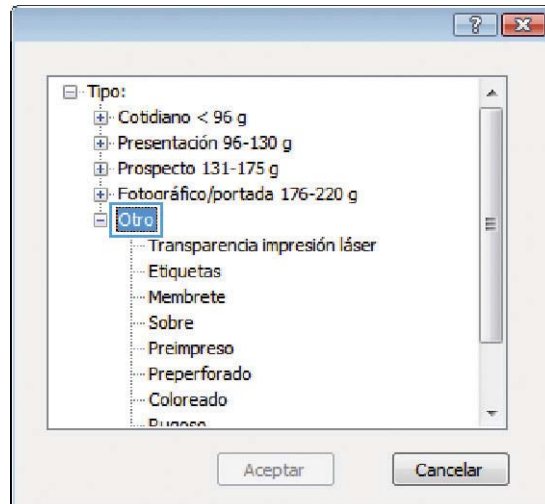 Tipo:
Cotidiano < 96 g
Presentación 96-130 g
Prospecto 131-175 g
Fotográfico/portada 176-220 g
Otro
Transparencia impresión láser
Etiquetas
Membrete
Sobre
Preimpreso
Preperforado
Coloreado
Aceptar
Cancelar